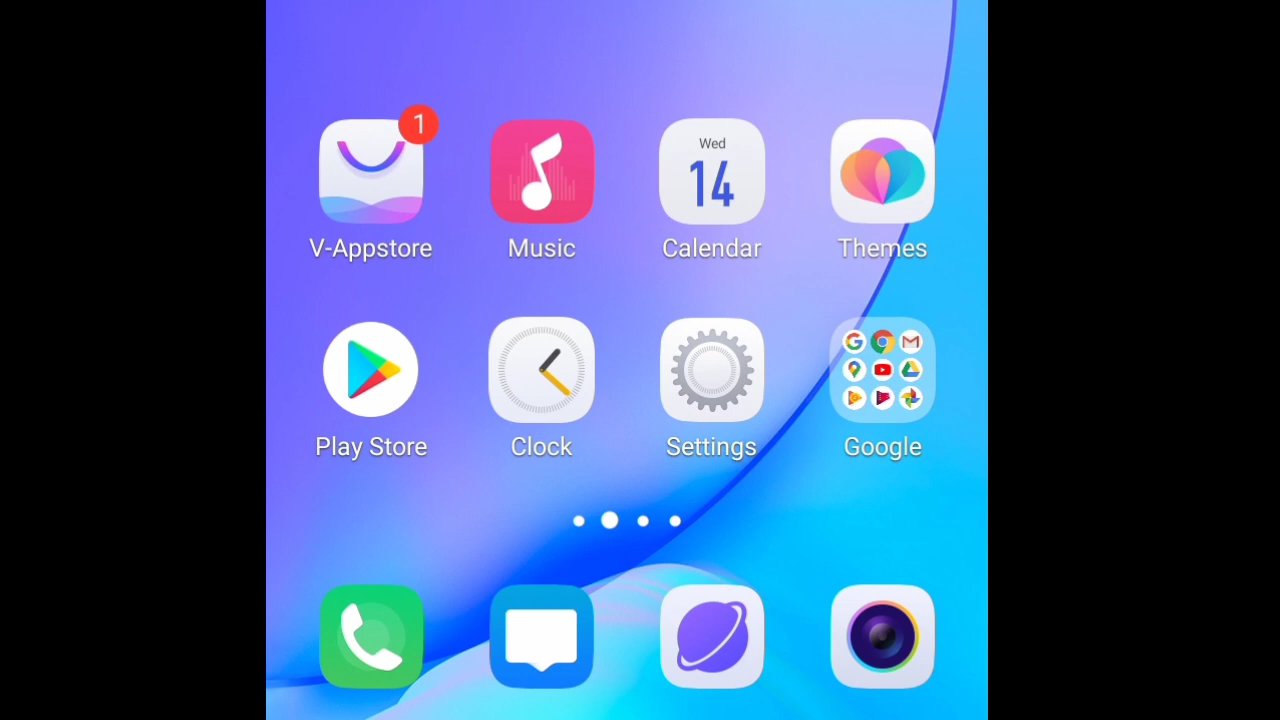 1
Wed
14
V-Appstore
Music
Calendar
Themes
Play Store
Clock
Settings
Google